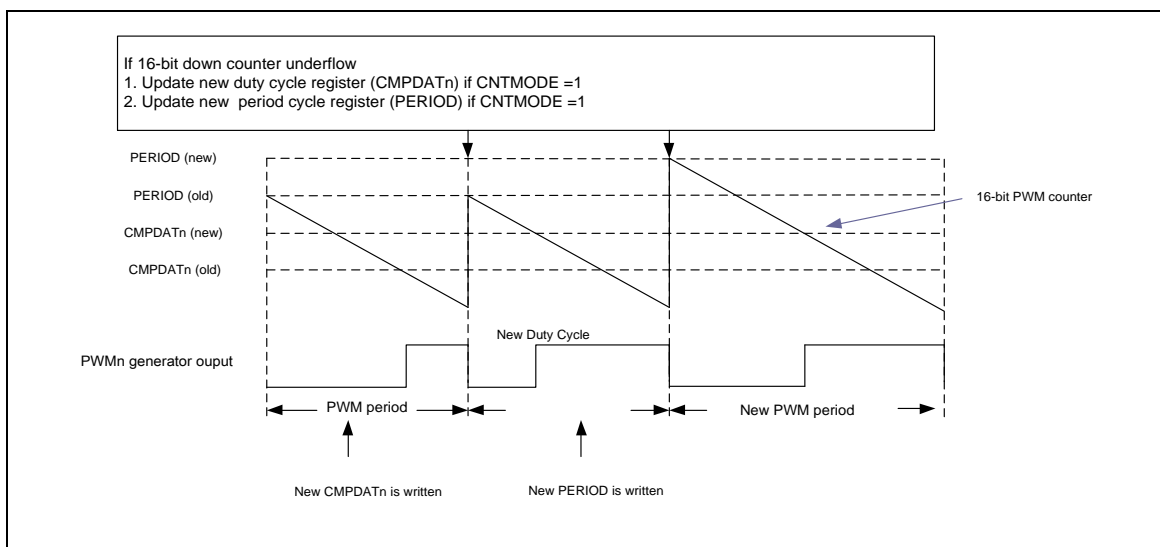 If 16-bit down counter underflow
1. Update new duty cycle register (CMPDATn) if CNTMODE =1
2. Update new period cycle register (PERIOD) if CNTMODE =1
PERIOD (new)
PERIOD (old)
16-bit PWM counter
CMPDATn (new)
CMPDATn (old)
New Duty Cycle
PWMn generator ouput
PWM period
New PWM period
New CMPDATn is written
New PERIOD is written